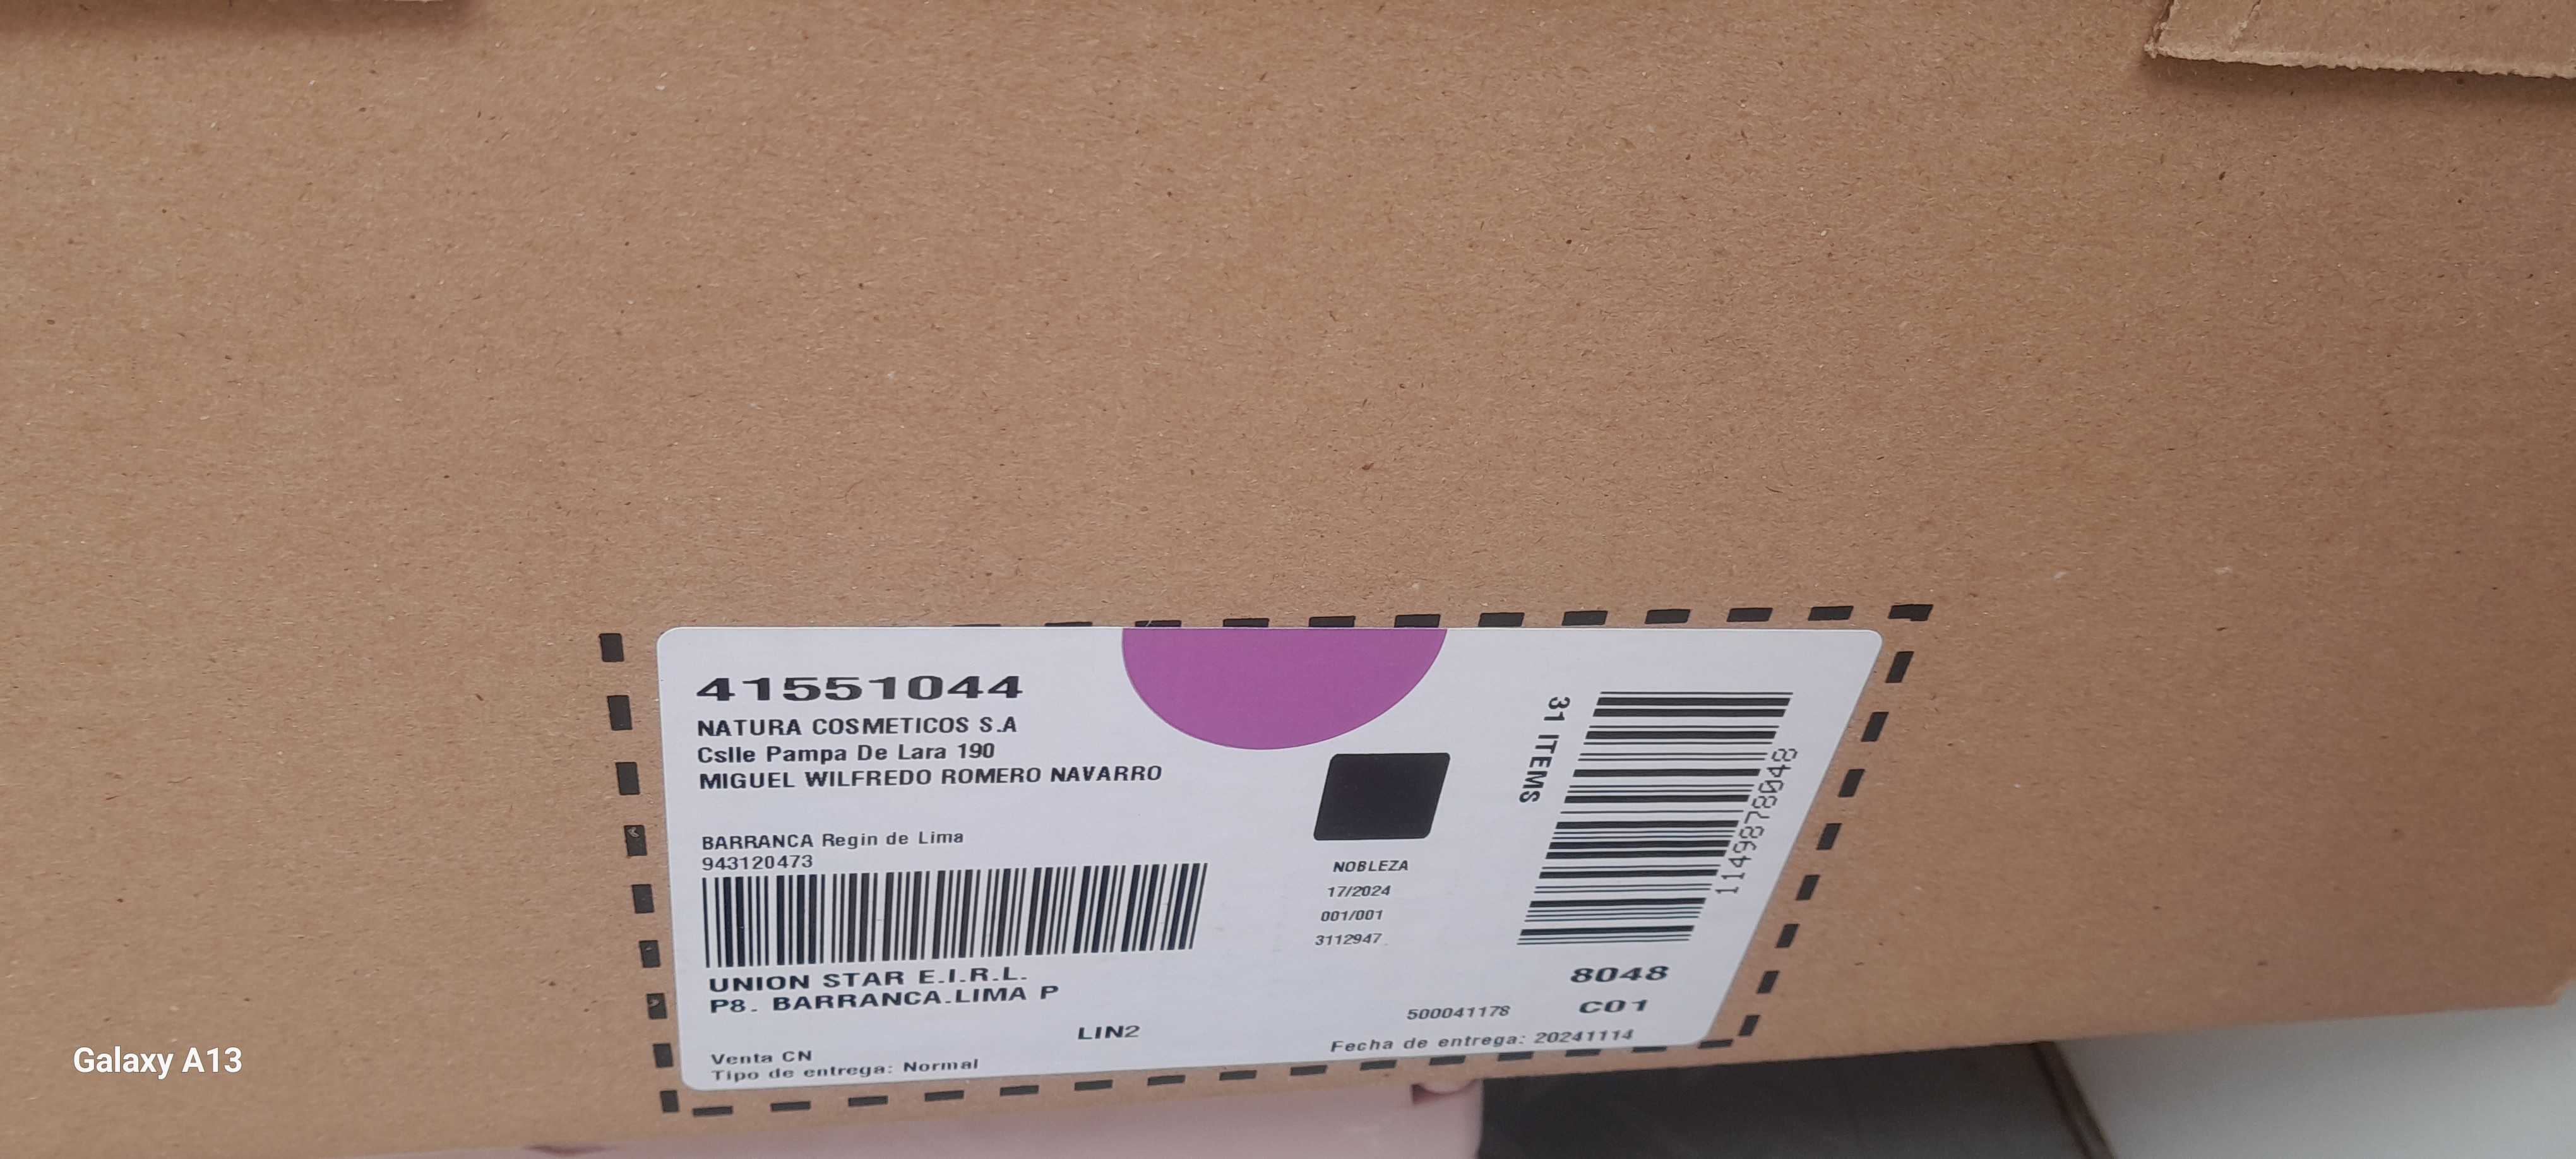 41551044
NATURA COSMETICOS S.A
Cslle Pampa De Lara 190
MIGUEL WILFREDO ROMERO NAVARRO
BARRANCA Regin de Lima
943120473
UNION STAR E.I.R.L.
P8. BARRANCA.LIMA P
LIN2
Venta CN
Tipo de entrega: Normal
NOBLEZA
17/2024
001/001
3112947
31 ITEMS
1149878048
8048
C01
500041178
Fecha de entrega: 20241114
Galaxy A13